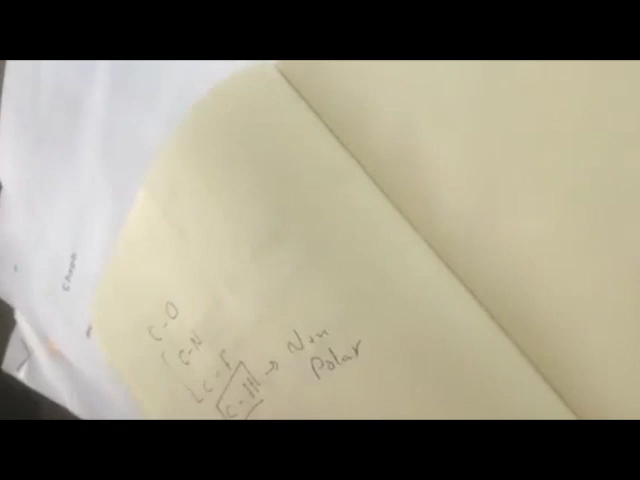 C-O
C-N
C-F
C-H → Non
Polar